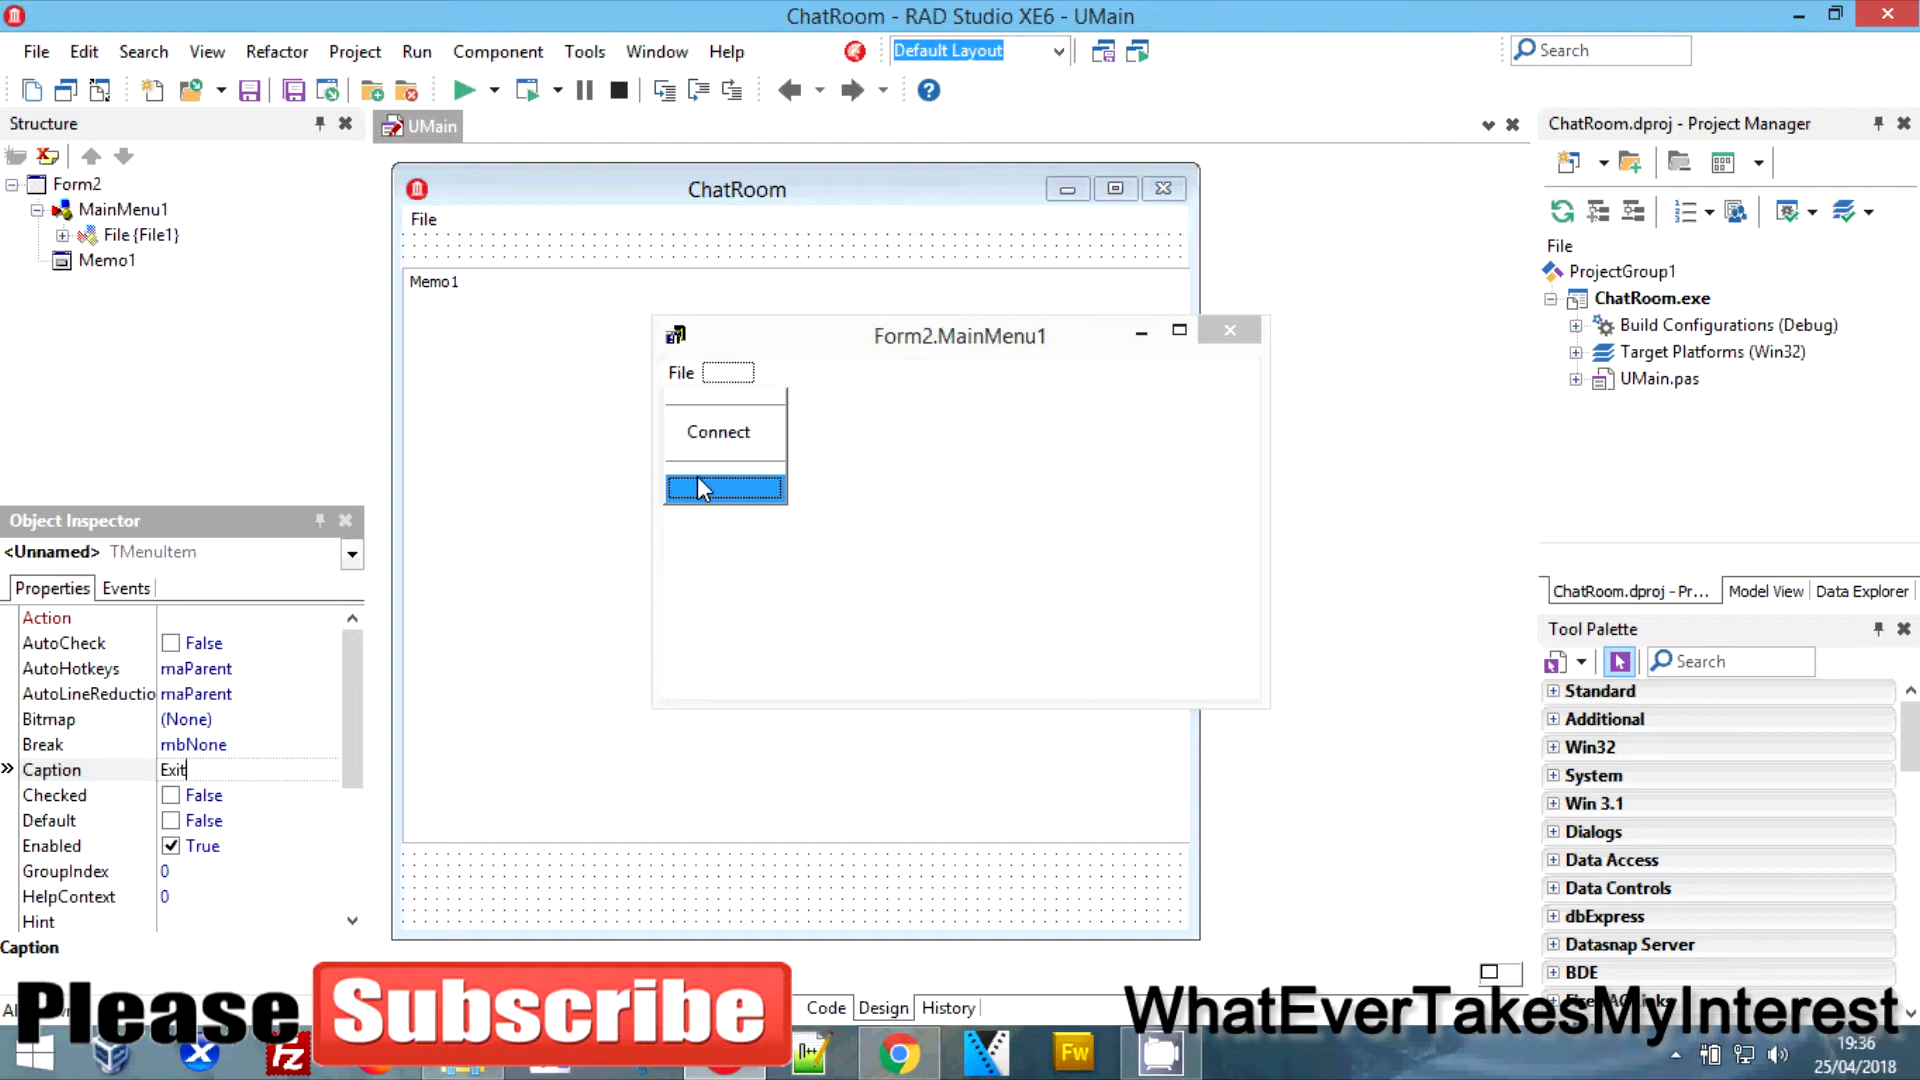 ChatRoom - RAD Studio XE6 - UMain
File Edit Search View Refactor Project Run Component Tools Window Help
Default Layout
Search
Structure
UMain
ChatRoom.dproj - Project Manager
Form2
MainMenu1
File {File1}
Memo1
ChatRoom
File
Memo1
Form2.MainMenu1
File
Connect
File
ProjectGroup1
ChatRoom.exe
Build Configurations (Debug)
Target Platforms (Win32)
UMain.pas
Object Inspector
<Unnamed> TMenuItem
Properties Events
Action
AutoCheck False
AutoHotkeys maParent
AutoLineReductio maParent
Bitmap (None)
Break mbNone
Caption Exit
Checked False
Default False
Enabled True
GroupIndex 0
HelpContext 0
Hint
Caption
ChatRoom.dproj - Pr... Model View Data Explorer
Tool Palette
Search
Standard
Additional
Win32
System
Win 3.1
Dialogs
Data Access
Data Controls
dbExpress
Datasnap Server
BDE
Code Design History
Please Subscribe
WhatEverTakesMyInterest
Fw
19:36
25/04/2018